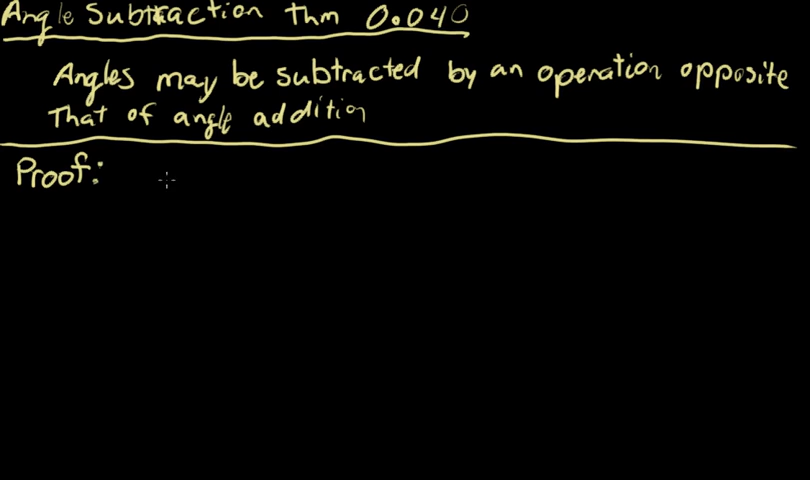 Angle Subtraction thm 0.040
Angles may be subtracted by an operation opposite
That of angle addition
Proof: